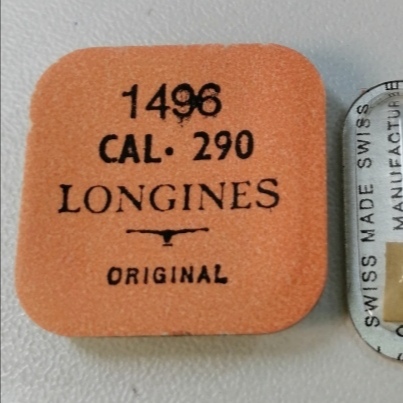 1496
CAL. 290
LONGINES
ORIGINAL
SWISS MADE SWISS
MANUFACTURE